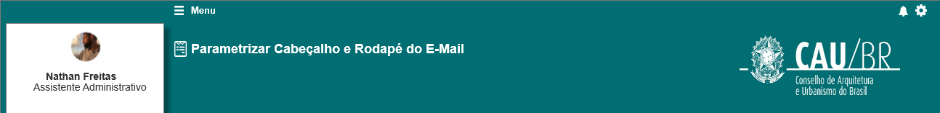 Menu
Parametrizar Cabeçalho e Rodapé do E-Mail
Nathan Freitas
Assistente Administrativo
CAU/BR
Conselho de Arquitetura
e Urbanismo do Brasil